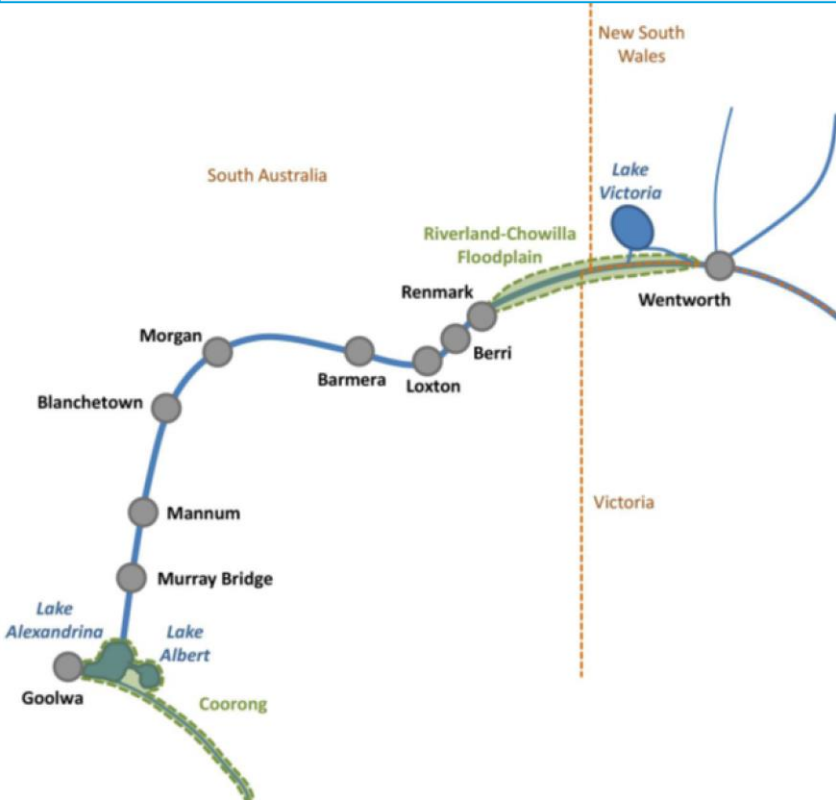 New South
Wales
South Australia
Lake
Victoria
Riverland-Chowilla
Floodplain
Renmark
Wentworth
Morgan
Berri
Barmera
Loxton
Blanchetown
Victoria
Mannum
Murray Bridge
Lake
Alexandrina
Lake
Albert
Goolwa
Coorong